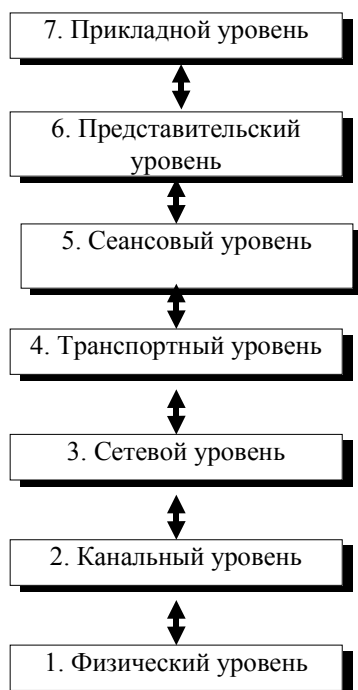 7. Прикладной уровень
6. Представительский
уровень
5. Сеансовый уровень
4. Транспортный уровень
3. Сетевой уровень
2. Канальный уровень
1. Физический уровень